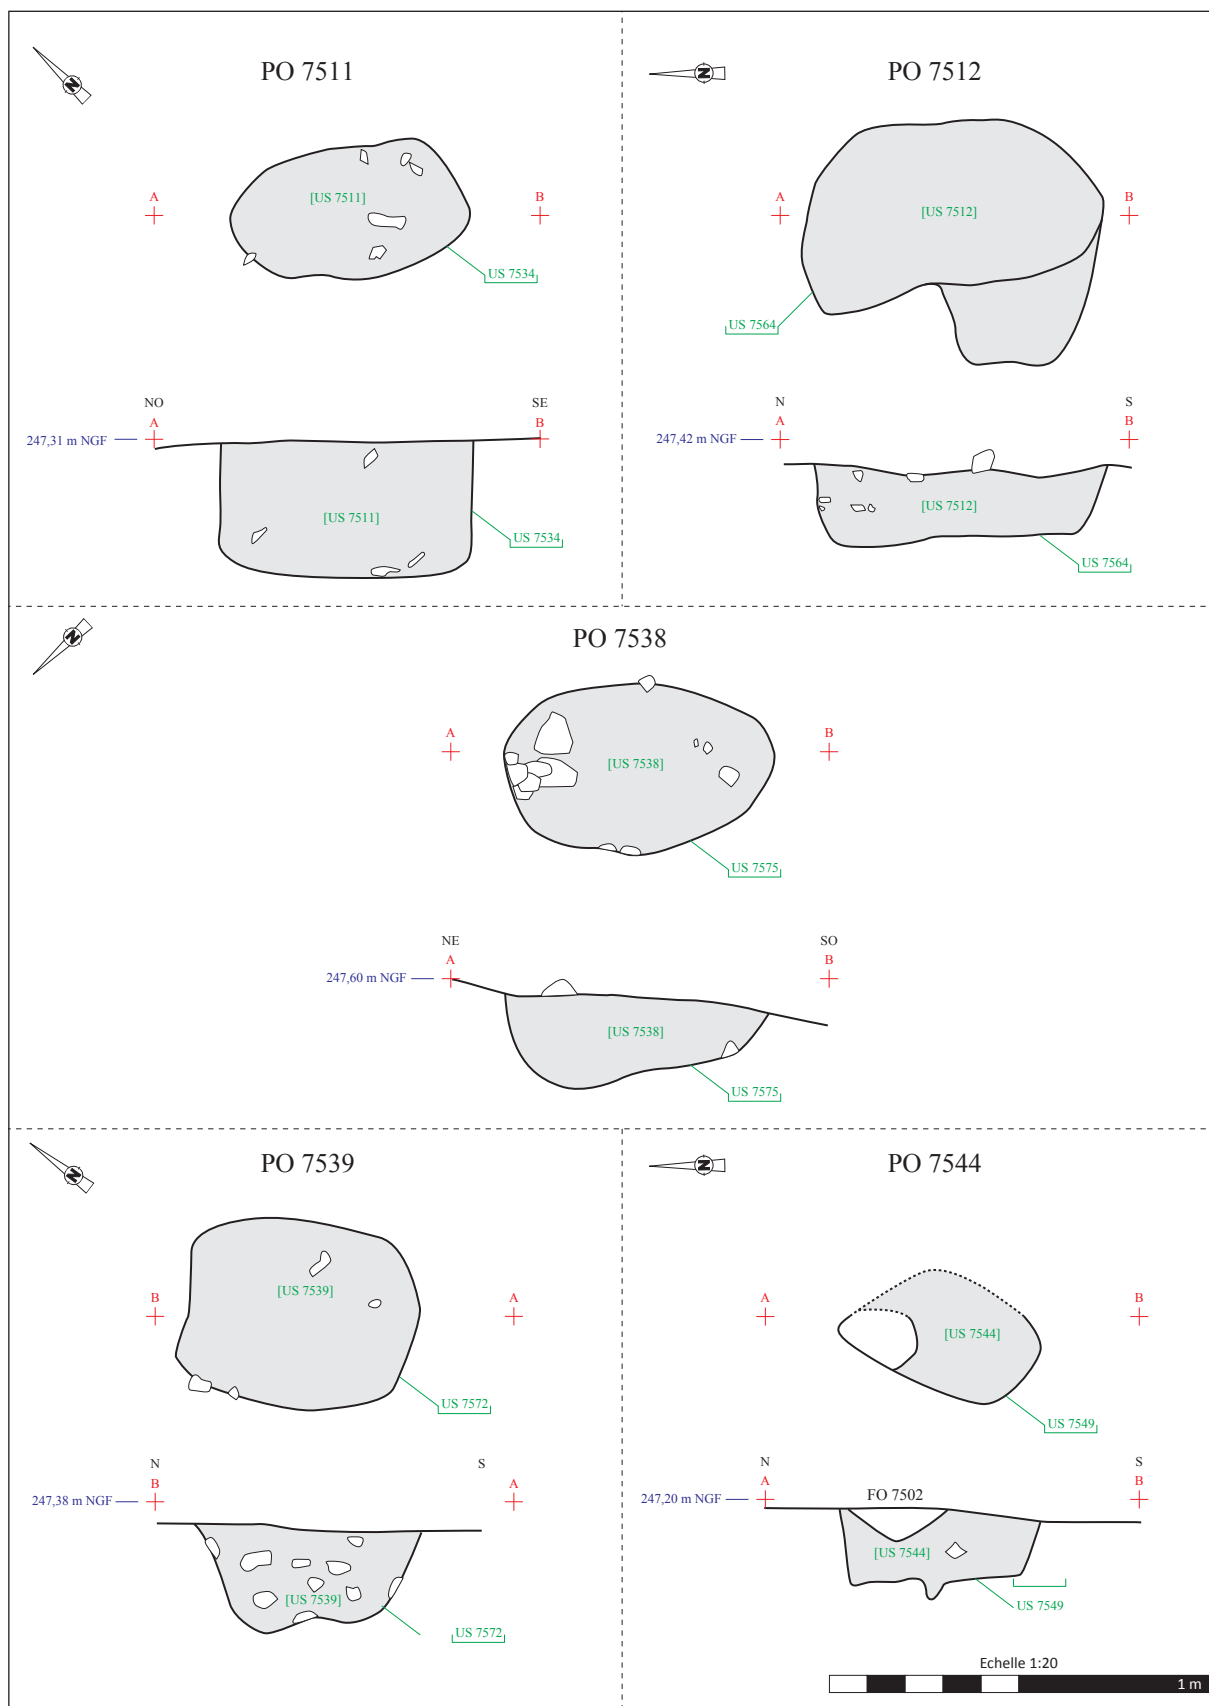 N
PO 7511
A
[US 7511]
B
US 7534
NO
A
SE
B
247,31 m NGF
[US 7511]
US 7534
N
PO 7512
A
[US 7512]
B
US 7564
N
A
S
B
247,42 m NGF
[US 7512]
US 7564
N
PO 7538
A
[US 7538]
B
US 7575
NE
A
SO
B
247,60 m NGF
[US 7538]
US 7575
N
PO 7539
B
[US 7539]
A
US 7572
N
B
S
A
247,38 m NGF
[US 7539]
US 7572
N
PO 7544
A
[US 7544]
B
US 7549
N
A
S
B
247,20 m NGF
FO 7502
[US 7544]
US 7549
Echelle 1:20
1 m